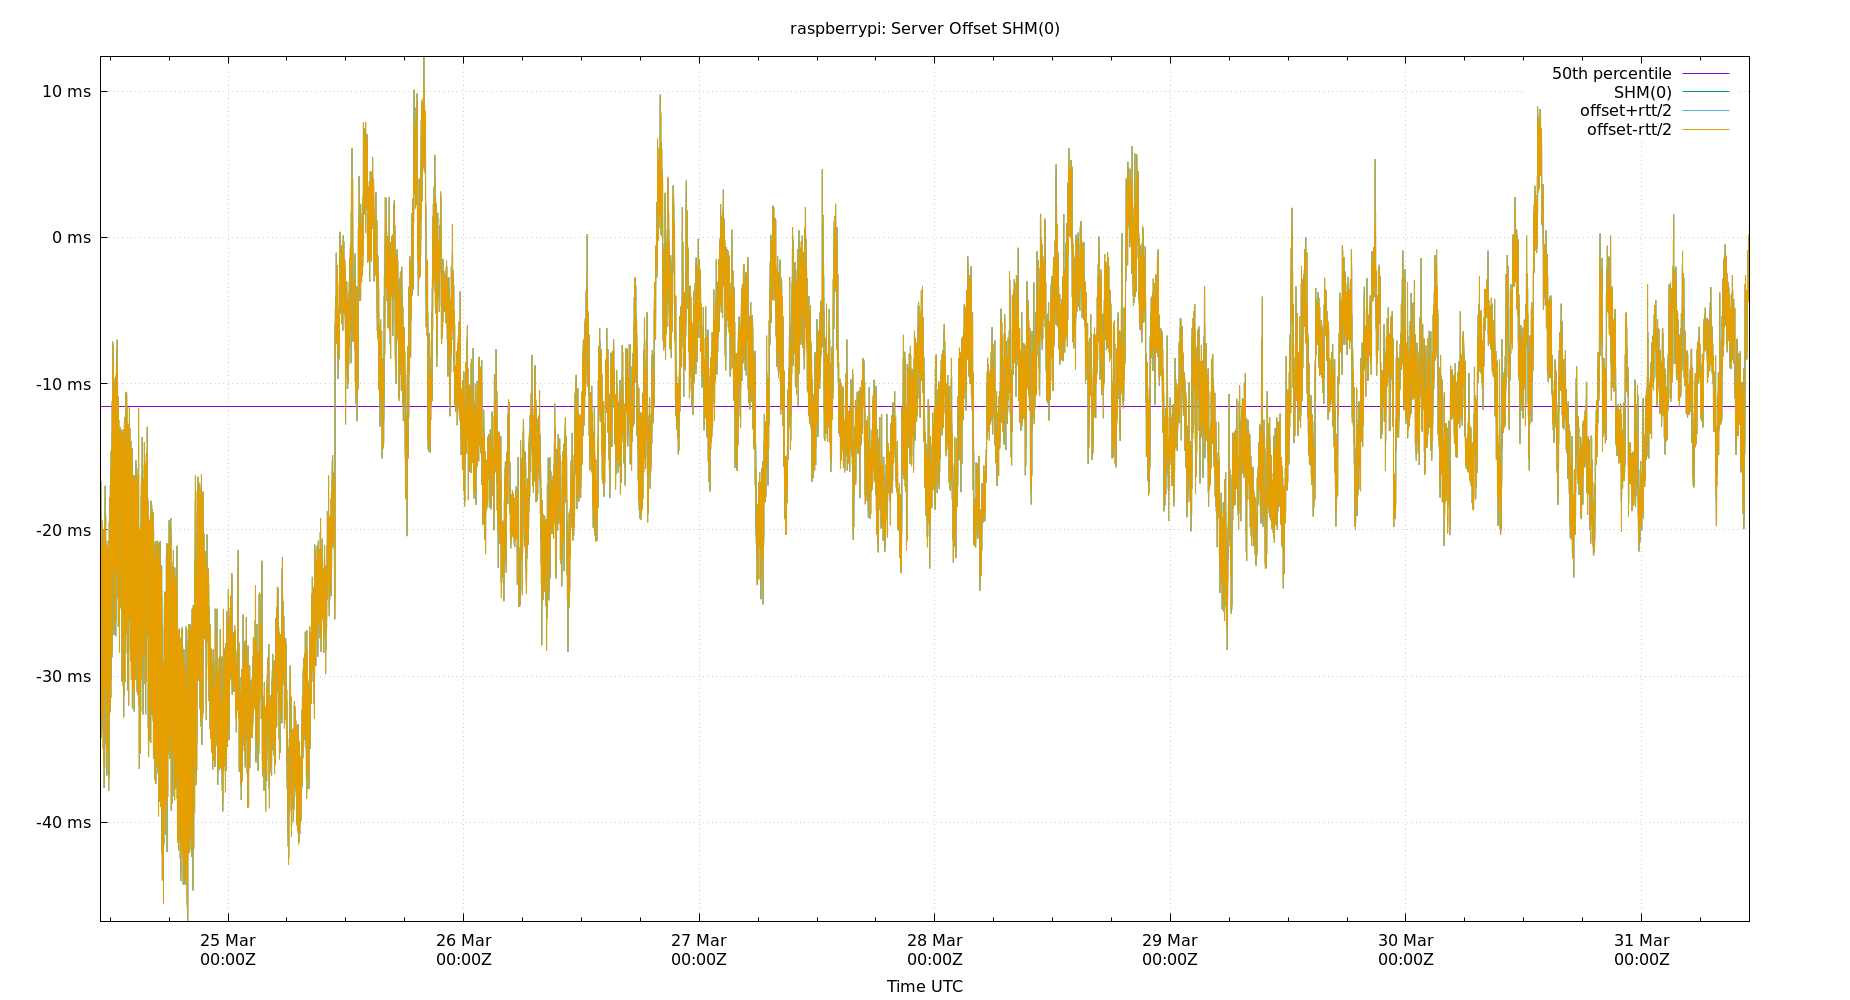 raspberrypi: Server Offset SHM(0)
50th percentile
SHM(0)
offset+rtt/2
offset-rtt/2
10 ms
0 ms
-10 ms
-20 ms
-30 ms
-40 ms
25 Mar 26 Mar 27 Mar 28 Mar 29 Mar 30 Mar 31 Mar
00:00Z 00:00Z 00:00Z 00:00Z 00:00Z 00:00Z 00:00Z
Time UTC